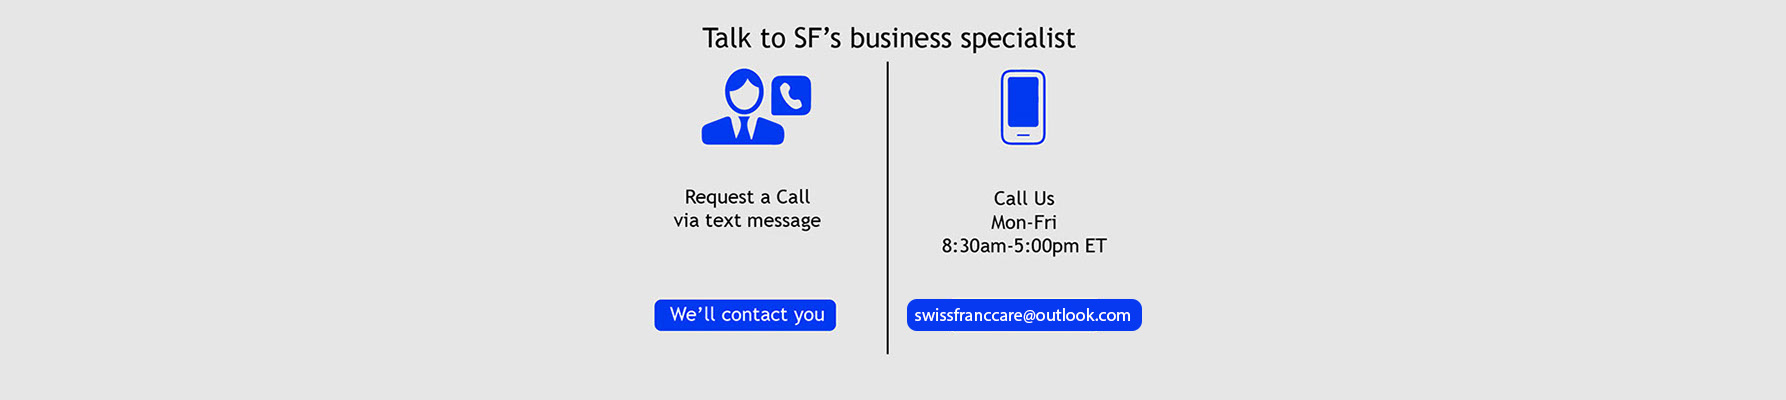 Talk to SF’s business specialist
Request a Call
via text message
We’ll contact you
Call Us
Mon-Fri
8:30am-5:00pm ET
swissfranccare@outlook.com